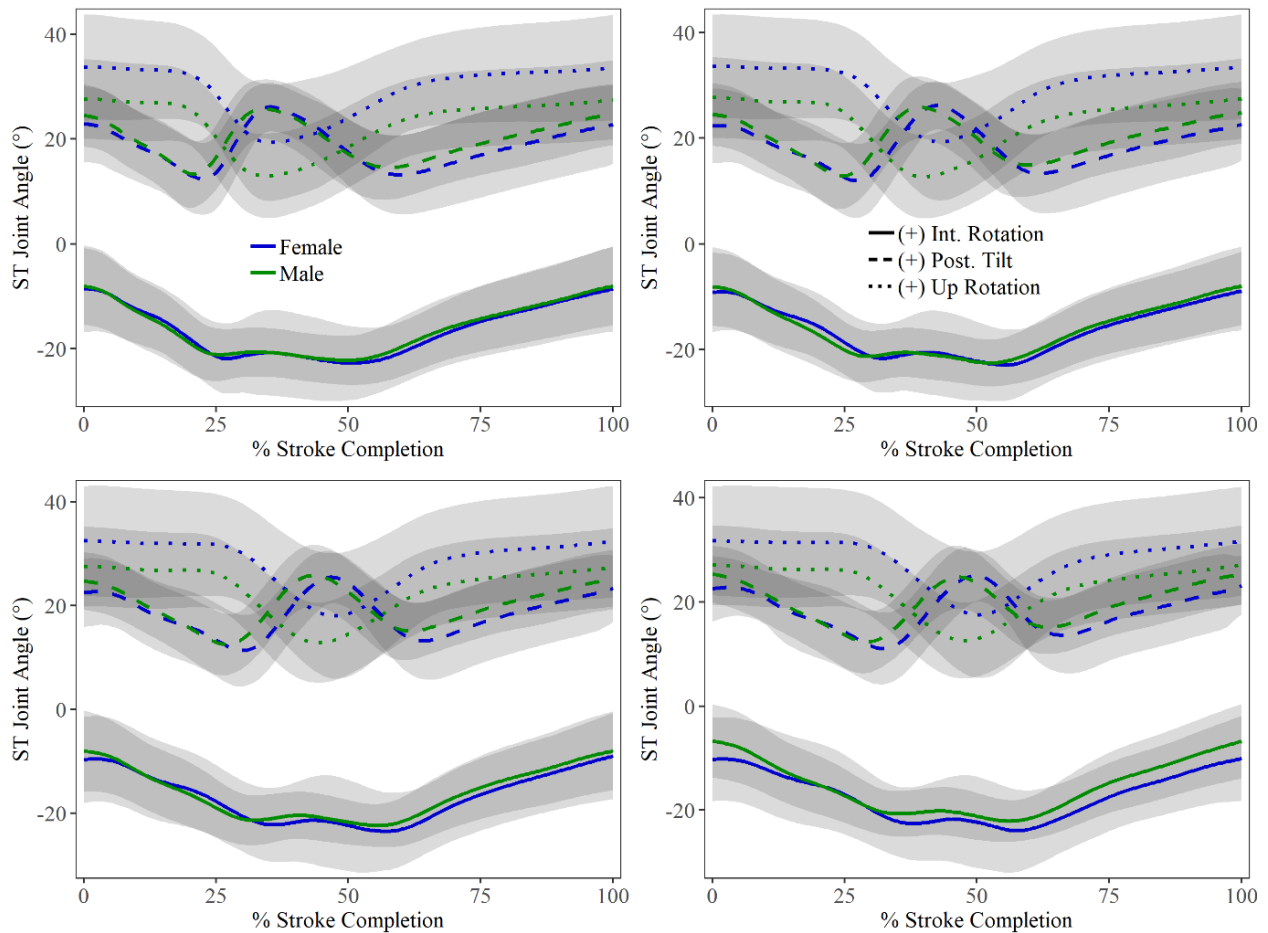 ST Joint Angle (°)
40
20
0
-20
Female
Male
0
25
50
75
100
% Stroke Completion
ST Joint Angle (°)
40
20
0
-20
(+) Int. Rotation
(+) Post. Tilt
(+) Up Rotation
0
25
50
75
100
% Stroke Completion
ST Joint Angle (°)
40
20
0
-20
0
25
50
75
100
% Stroke Completion
ST Joint Angle (°)
40
20
0
-20
0
25
50
75
100
% Stroke Completion